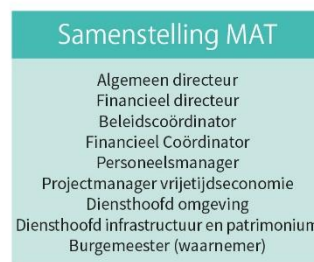 Samenstelling MAT
Algemeen directeur
Financieel directeur
Beleidscoördinator
Financieel Coördinator
Personeelsmanager
Projectmanager vrijetijdseconomie
Diensthoofd omgeving
Diensthoofd infrastructuur en patrimonium
Burgemeester (waarnemer)